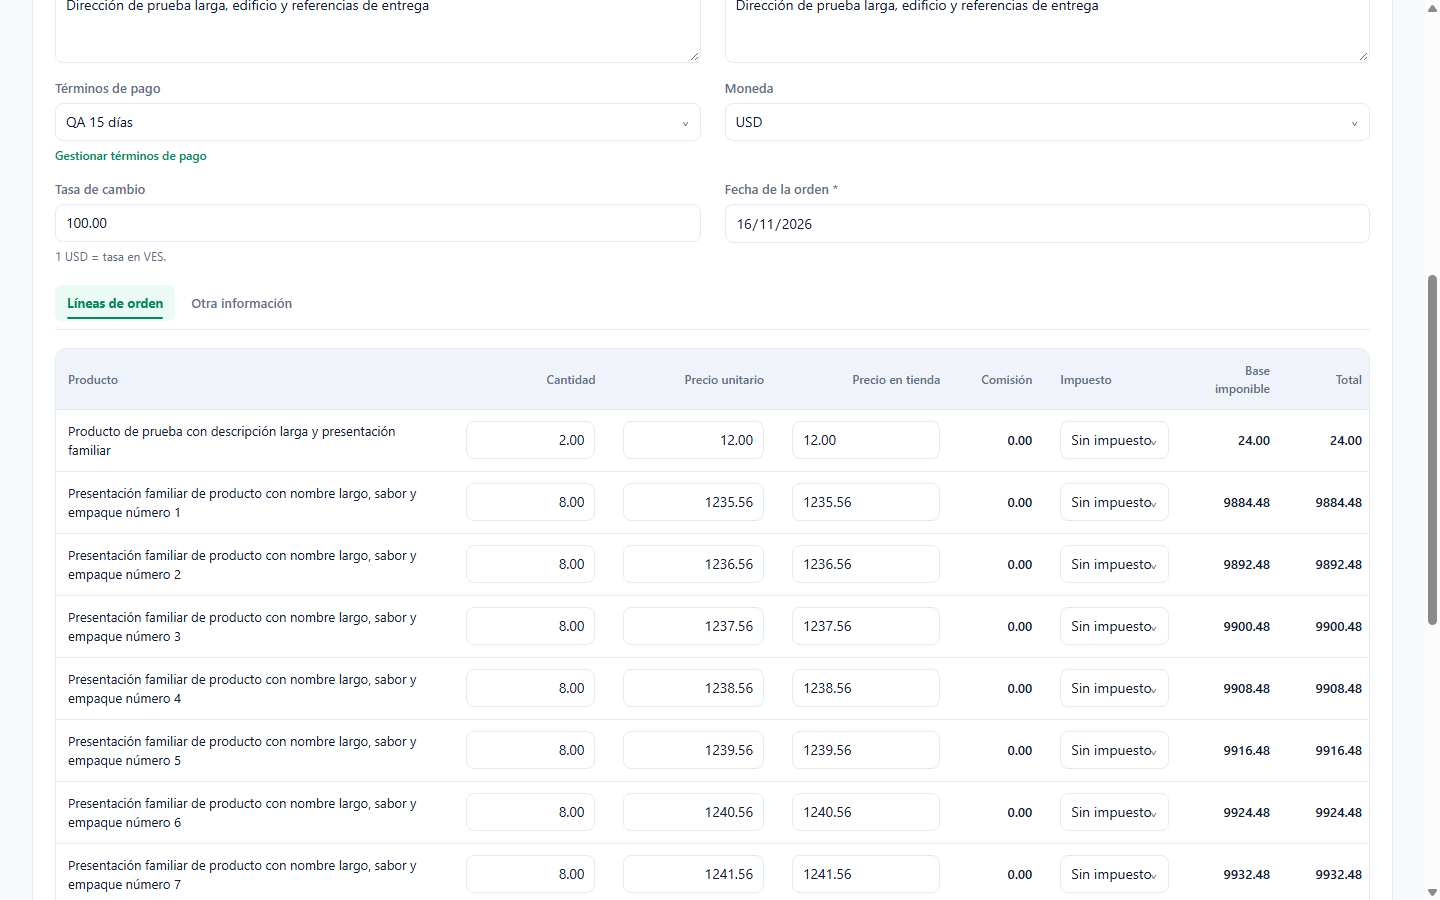 Dirección de prueba larga, edificio y referencias de entrega
Dirección de prueba larga, edificio y referencias de entrega
Términos de pago
Moneda
QA 15 días
USD
Gestionar términos de pago
Tasa de cambio
Fecha de la orden *
100.00
16/11/2026
1 USD = tasa en VES.
Líneas de orden
Otra información
Producto Cantidad Precio unitario Precio en tienda Comisión Impuesto Base imponible Total
Producto de prueba con descripción larga y presentación
familiar
2.00 12.00 12.00 0.00 Sin impuesto 24.00 24.00
Presentación familiar de producto con nombre largo, sabor y
empaque número 1
8.00 1235.56 1235.56 0.00 Sin impuesto 9884.48 9884.48
Presentación familiar de producto con nombre largo, sabor y
empaque número 2
8.00 1236.56 1236.56 0.00 Sin impuesto 9892.48 9892.48
Presentación familiar de producto con nombre largo, sabor y
empaque número 3
8.00 1237.56 1237.56 0.00 Sin impuesto 9900.48 9900.48
Presentación familiar de producto con nombre largo, sabor y
empaque número 4
8.00 1238.56 1238.56 0.00 Sin impuesto 9908.48 9908.48
Presentación familiar de producto con nombre largo, sabor y
empaque número 5
8.00 1239.56 1239.56 0.00 Sin impuesto 9916.48 9916.48
Presentación familiar de producto con nombre largo, sabor y
empaque número 6
8.00 1240.56 1240.56 0.00 Sin impuesto 9924.48 9924.48
Presentación familiar de producto con nombre largo, sabor y
empaque número 7
8.00 1241.56 1241.56 0.00 Sin impuesto 9932.48 9932.48